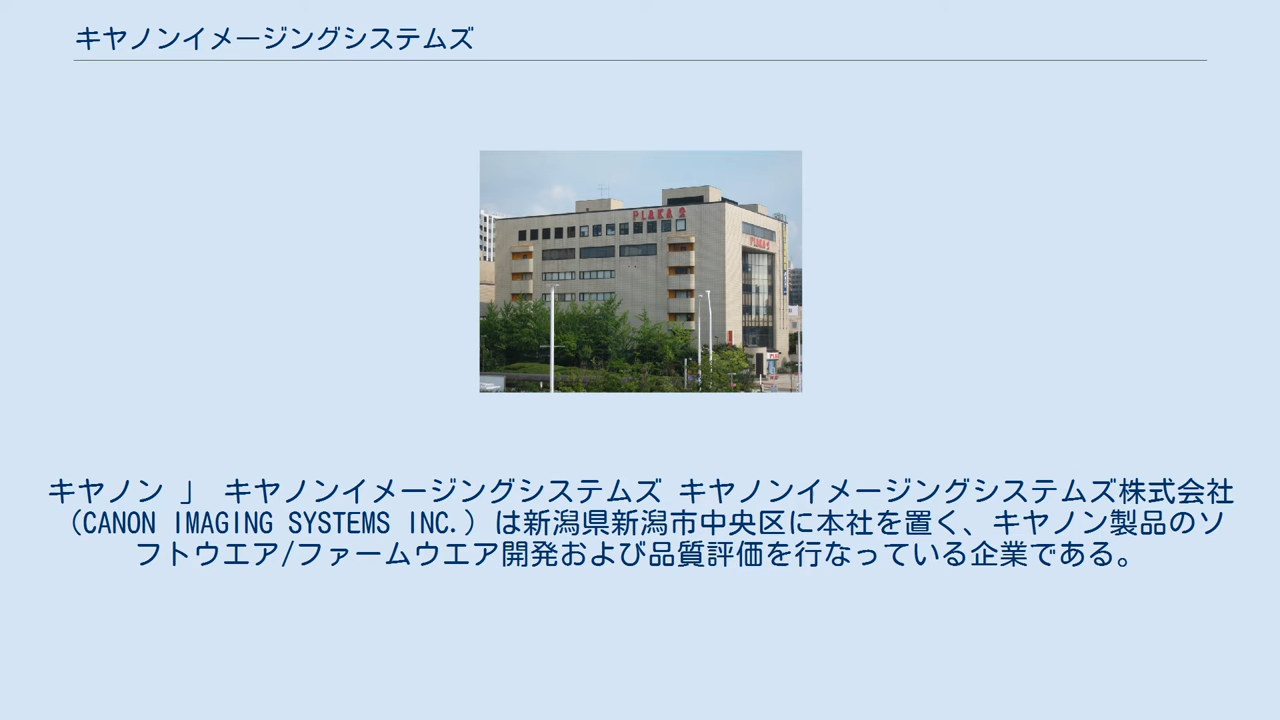 キヤノンイメージングシステムズ
PLAKA 2
PLAKA 2
キヤノン 」 キヤノンイメージングシステムズ キヤノンイメージングシステムズ株式会社
（CANON IMAGING SYSTEMS INC.）は新潟県新潟市中央区に本社を置く、キヤノン製品のソ
フトウエア/ファームウエア開発および品質評価を行なっている企業である。